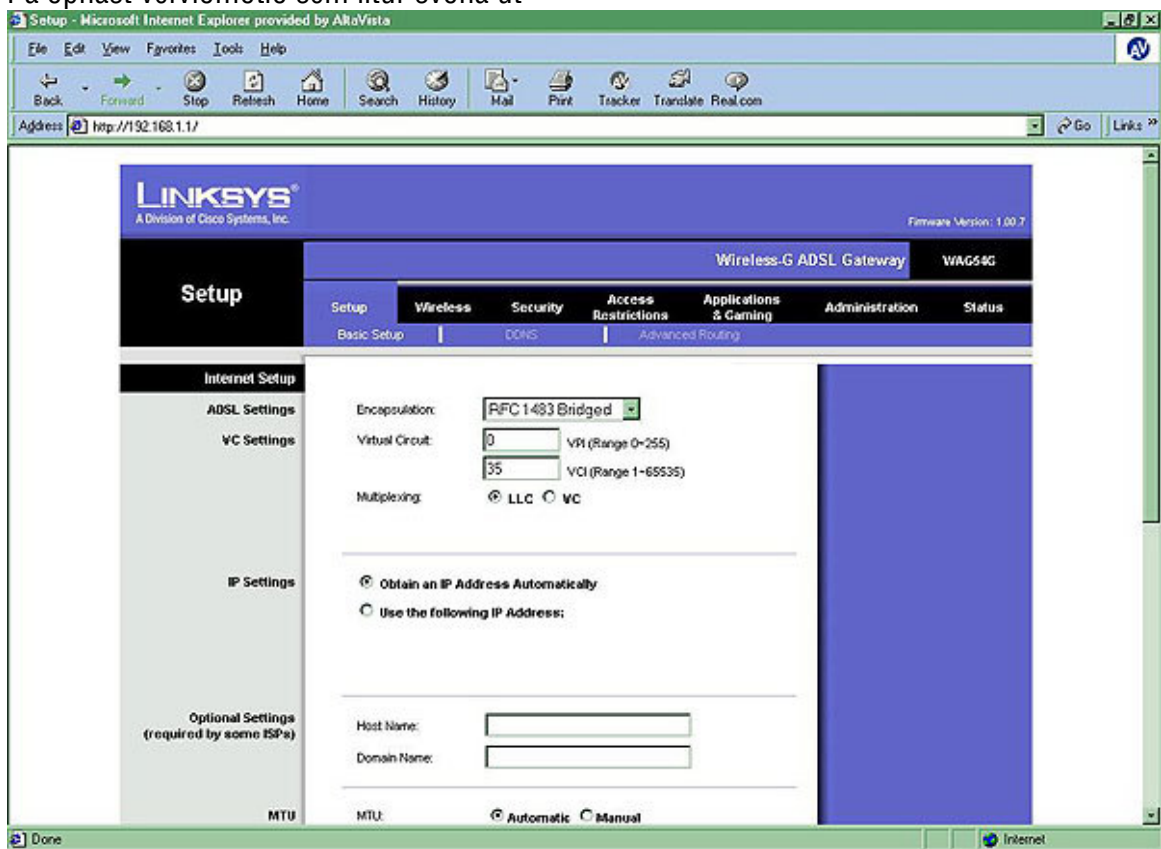 Setup - Microsoft Internet Explorer provided by AltaVista
File Edit View Favorites Tools Help
Back Forward Stop Refresh Home Search History Mail Print Tracker Translate Real.com
Address http://192.168.1.1/ Go Links »
LINKSYS®
A Division of Cisco Systems, Inc.
Firmware Version: 1.00.7
Wireless-G ADSL Gateway WAG54G
Setup
Setup Wireless Security Access Restrictions Applications & Gaming Administration Status
Basic Setup DDNS Advanced Routing
Internet Setup
ADSL Settings Encapsulation: RFC 1483 Bridged
VC Settings Virtual Circuit: 0 VPI (Range 0~255)
35 VCI (Range 1~65535)
Multiplexing: LLC VC
IP Settings Obtain an IP Address Automatically
Use the following IP Address:
Optional Settings
(required by some ISPs)
Host Name:
Domain Name:
MTU MTU: Automatic Manual
Done Internet